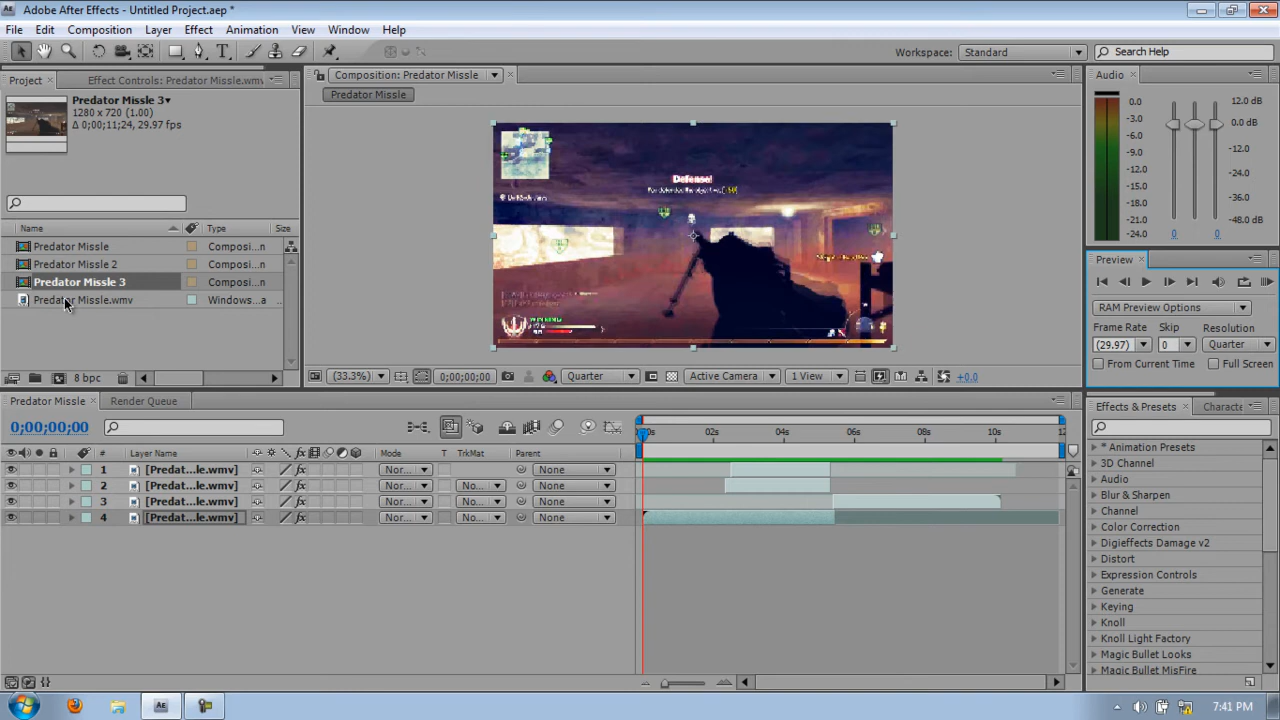 Adobe After Effects - Untitled Project.aep *
File Edit Composition Layer Effect Animation View Window Help
Workspace: Standard Search Help
Project Effect Controls: Predator Missle.wmv
Predator Missle 3▾
1280 x 720 (1.00)
Δ 0;00;11;24, 29.97 fps
Name Type Size
Predator Missle Composi...n
Predator Missle 2 Composi...n
Predator Missle 3 Composi...n
Predator Missle.wmv Windows...a
8 bpc
Composition: Predator Missle
Predator Missle
Defense!
(33.3%) 0;00;00;00 Quarter Active Camera 1 View +0.0
Audio
0.0 12.0 dB
-3.0
-6.0 0.0 dB
-9.0
-12.0 -12.0 dB
-15.0 -24.0
-18.0 -36.0
-21.0
-24.0 -48.0 dB
0 0
Preview
RAM Preview Options
Frame Rate Skip Resolution
(29.97) 0 Quarter
From Current Time Full Screen
Predator Missle Render Queue
0;00;00;00
# Layer Name Mode T TrkMat Parent
02s 04s 06s 08s 10s 12
1 [Predat...le.wmv] Nor... None
2 [Predat...le.wmv] Nor... No... None
3 [Predat...le.wmv] Nor... No... None
4 [Predat...le.wmv] Nor... No... None
Effects & Presets Characte
* Animation Presets
3D Channel
Audio
Blur & Sharpen
Channel
Color Correction
Digieffects Damage v2
Distort
Expression Controls
Generate
Keying
Knoll
Knoll Light Factory
Magic Bullet Looks
Magic Bullet MisFire
7:41 PM